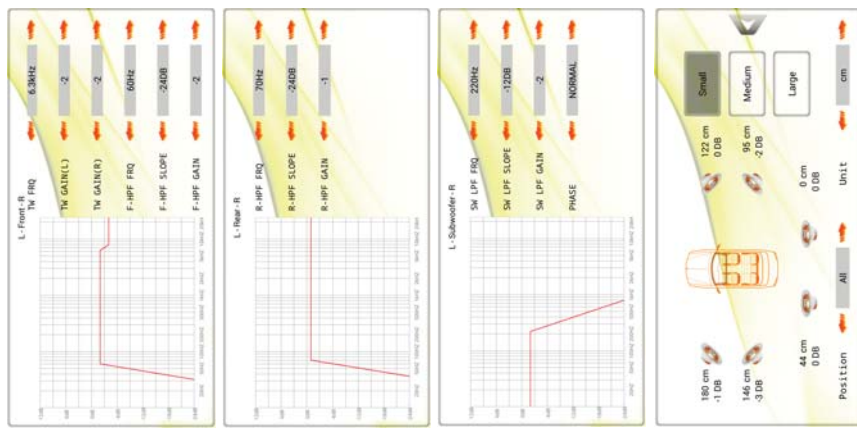 L - Front - R
TW FRQ 6.3kHz
TW GAIN(L) -2
TW GAIN(R) -2
F-HPF FRQ 60Hz
F-HPF SLOPE -24DB
F-HPF GAIN -2
L - Rear - R
R-HPF FRQ 70Hz
R-HPF SLOPE -24DB
R-HPF GAIN -1
L - Subwoofer - R
SW LPF FRQ 220Hz
SW LPF SLOPE -12DB
SW LPF GAIN -2
PHASE NORMAL
180 cm
-1 DB
122 cm
0 DB
Small
146 cm
-3 DB
95 cm
-2 DB
Medium
Large
44 cm
0 DB
0 cm
0 DB
Position All Unit cm